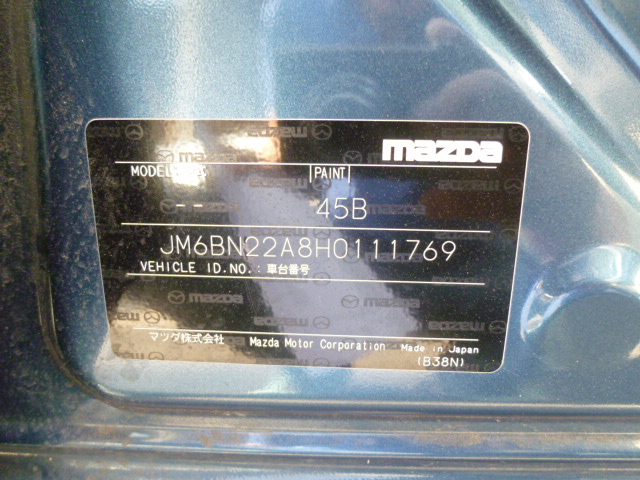 mazda
MODEL PAINT
-- 45B
JM6BN22A8H0111769
VEHICLE ID.NO.:車台番号
マツダ株式会社 Mazda Motor Corporation Made in Japan
(B38N)